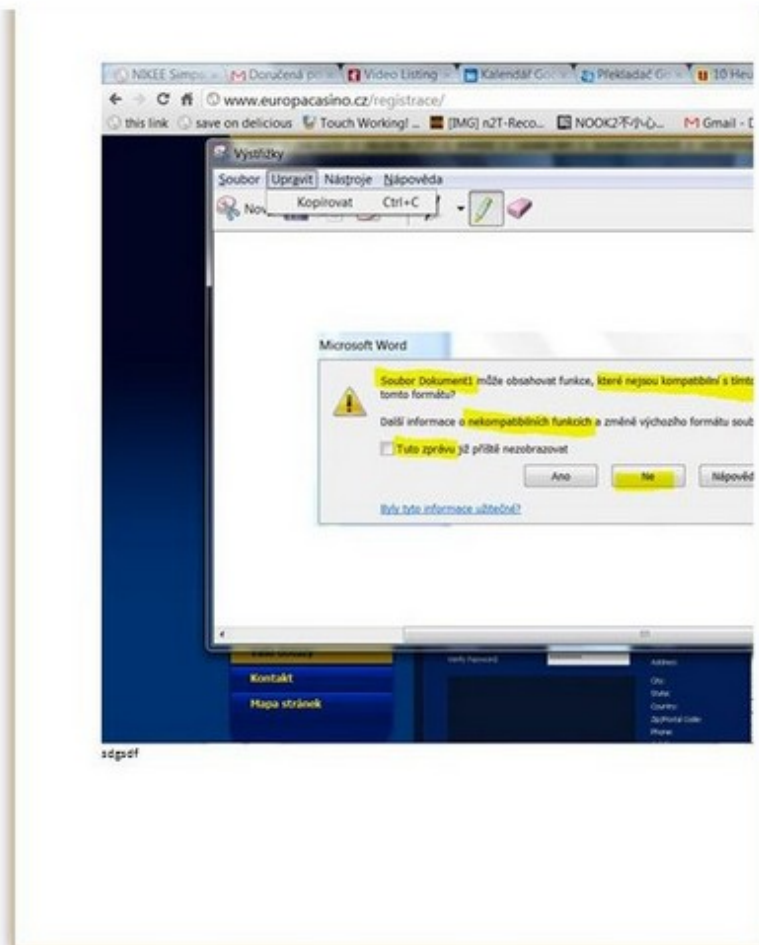 NIKEE Simps
Doručená po
Video Listing
Kalendář Goo
Překladač Go
10 Heu
www.europacasino.cz/registrace/
this link
save on delicious
Touch Working! ...
[IMG] n2T-Reco...
NOOK2不小心...
Gmail - D
Výstřižky
Soubor Upravit Nástroje Nápověda
Nov
Kopírovat Ctrl+C
Microsoft Word
Soubor Dokument1 může obsahovat funkce, které nejsou kompatibilní s tímto
tomto formátu?
Další informace o nekompatibilních funkcích a změně výchozího formátu soub
Tuto zprávu již příště nezobrazovat
Ano
Ne
Nápověd
Byly tyto informace užitečné?
Verify Password:
Address:
Kontakt
City:
State:
Mapa stránek
Country:
Zip/Postal Code:
Phone:
sdgsdf